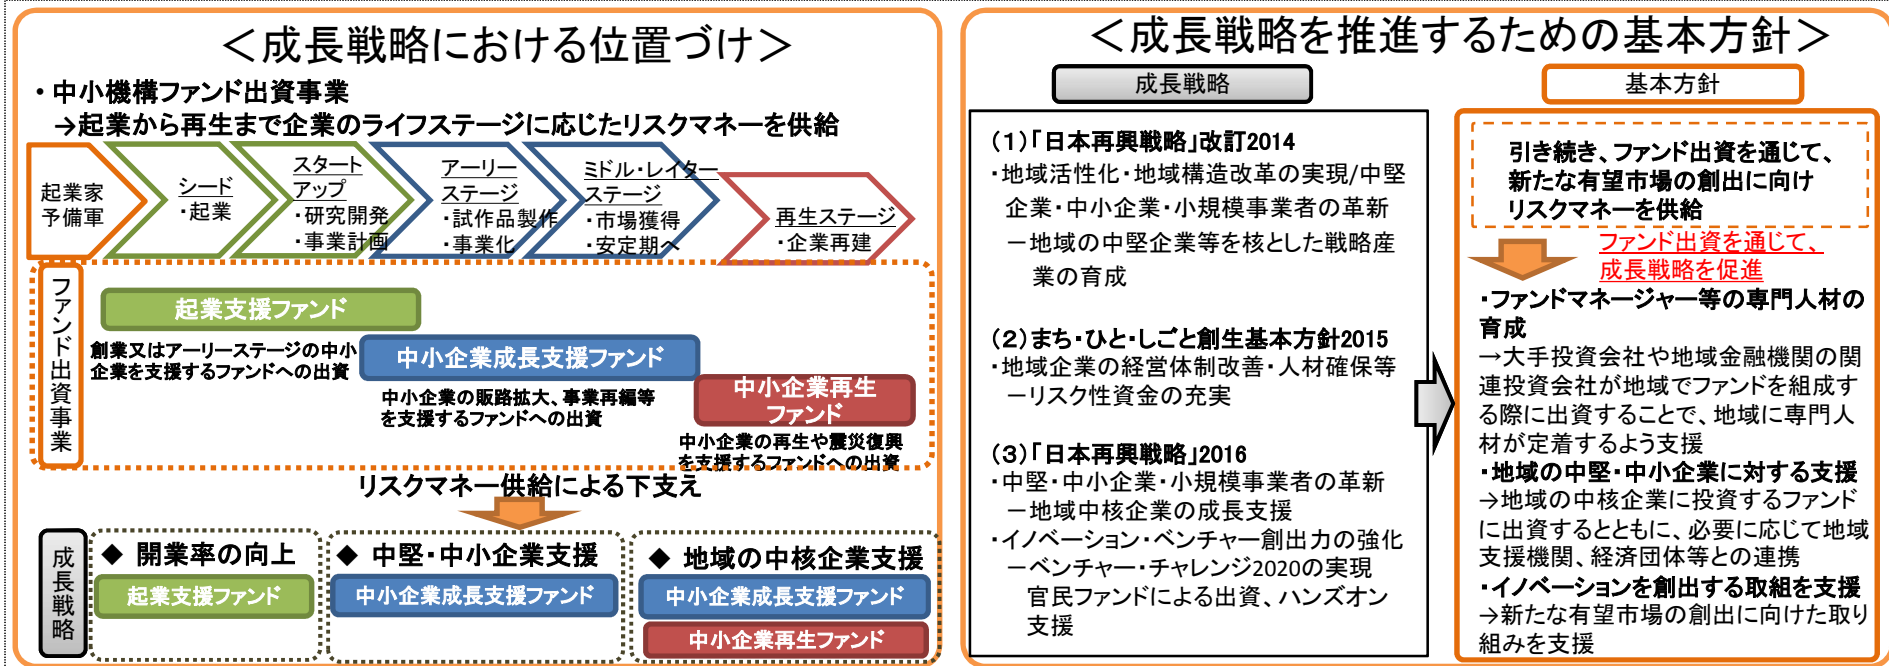 ＜成長戦略における位置づけ＞
・中小機構ファンド出資事業
→起業から再生まで企業のライフステージに応じたリスクマネーを供給
起業家
予備軍
シード
・起業
スタート
アップ
・研究開発
・事業計画
アーリー
ステージ
・試作品製作
・事業化
ミドル・レイター
ステージ
・市場獲得
・安定期へ
再生ステージ
・企業再建
ファンド出資事業
起業支援ファンド
創業又はアーリーステージの中小
企業を支援するファンドへの出資
中小企業成長支援ファンド
中小企業の販路拡大、事業再編等
を支援するファンドへの出資
中小企業再生
ファンド
中小企業の再生や震災復興
を支援するファンドへの出資
リスクマネー供給による下支え
成長戦略
◆ 開業率の向上
起業支援ファンド
◆ 中堅・中小企業支援
中小企業成長支援ファンド
◆ 地域の中核企業支援
中小企業成長支援ファンド
中小企業再生ファンド
＜成長戦略を推進するための基本方針＞
成長戦略
（１）「日本再興戦略」改訂2014
・地域活性化・地域構造改革の実現/中堅
企業・中小企業・小規模事業者の革新
－地域の中堅企業等を核とした戦略産
業の育成
（２）まち・ひと・しごと創生基本方針2015
・地域企業の経営体制改善・人材確保等
－リスク性資金の充実
（３）「日本再興戦略」2016
・中堅・中小企業・小規模事業者の革新
－地域中核企業の成長支援
・イノベーション・ベンチャー創出力の強化
－ベンチャー・チャレンジ2020の実現
官民ファンドによる出資、ハンズオン
支援
基本方針
引き続き、ファンド出資を通じて、
新たな有望市場の創出に向け
リスクマネーを供給
ファンド出資を通じて、
成長戦略を促進
・ファンドマネージャー等の専門人材の
育成
→大手投資会社や地域金融機関の関
連投資会社が地域でファンドを組成す
る際に出資することで、地域に専門人
材が定着するよう支援
・地域の中堅・中小企業に対する支援
→地域の中核企業に投資するファンド
に出資するとともに、必要に応じて地域
支援機関、経済団体等との連携
・イノベーションを創出する取組を支援
→新たな有望市場の創出に向けた取り
組みを支援